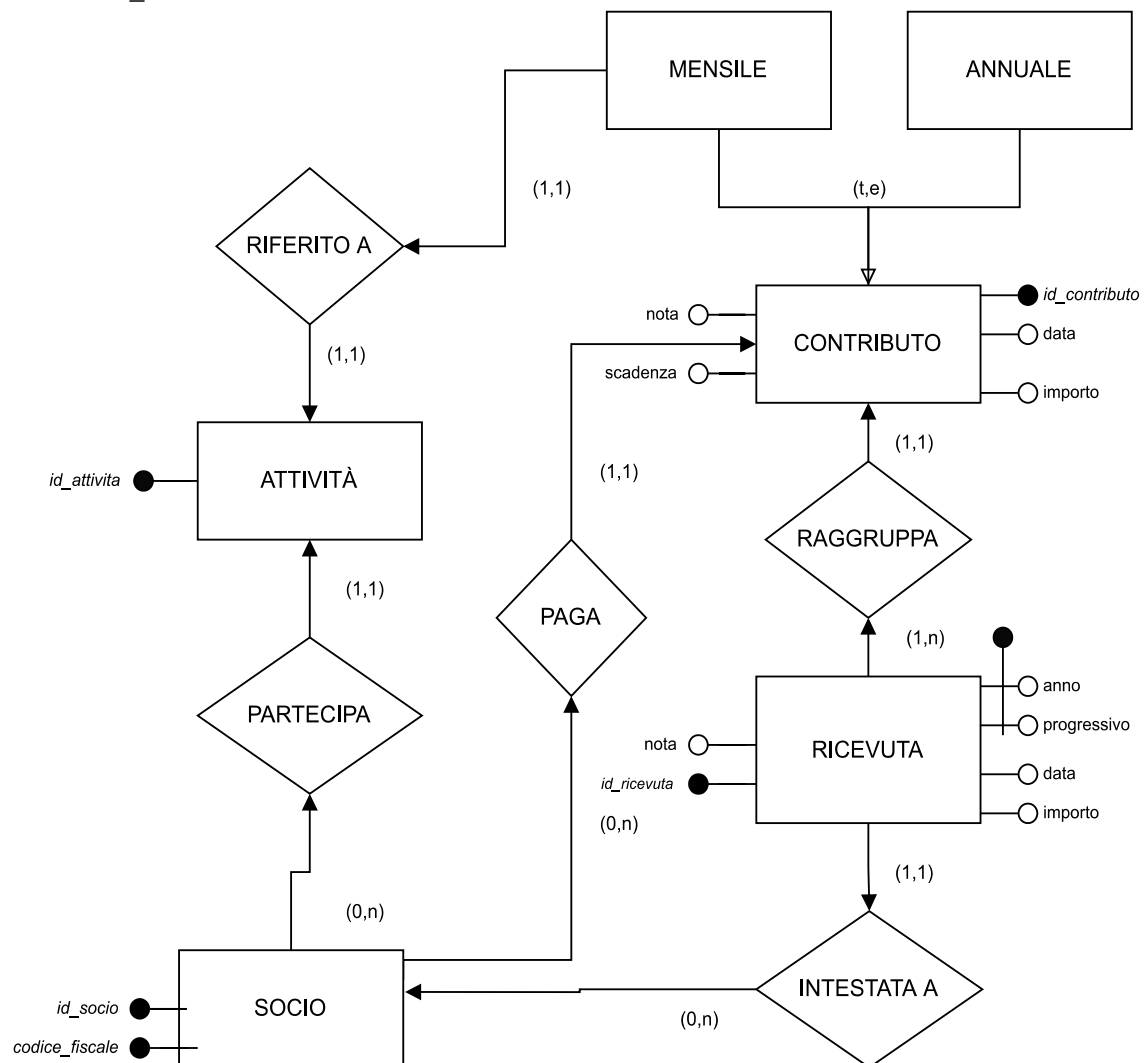 MENSILE
ANNUALE
(1,1)
(t,e)
RIFERITO A
nota
CONTRIBUTO
id_contributo
data
scadenza
importo
(1,1)
(1,1)
(1,1)
id_attivita
ATTIVITÀ
RAGGRUPPA
(1,1)
PAGA
(1,n)
anno
PARTECIPA
progressivo
nota
RICEVUTA
data
id_ricevuta
importo
(0,n)
(1,1)
(0,n)
id_socio
SOCIO
INTESTATA A
(0,n)
codice_fiscale